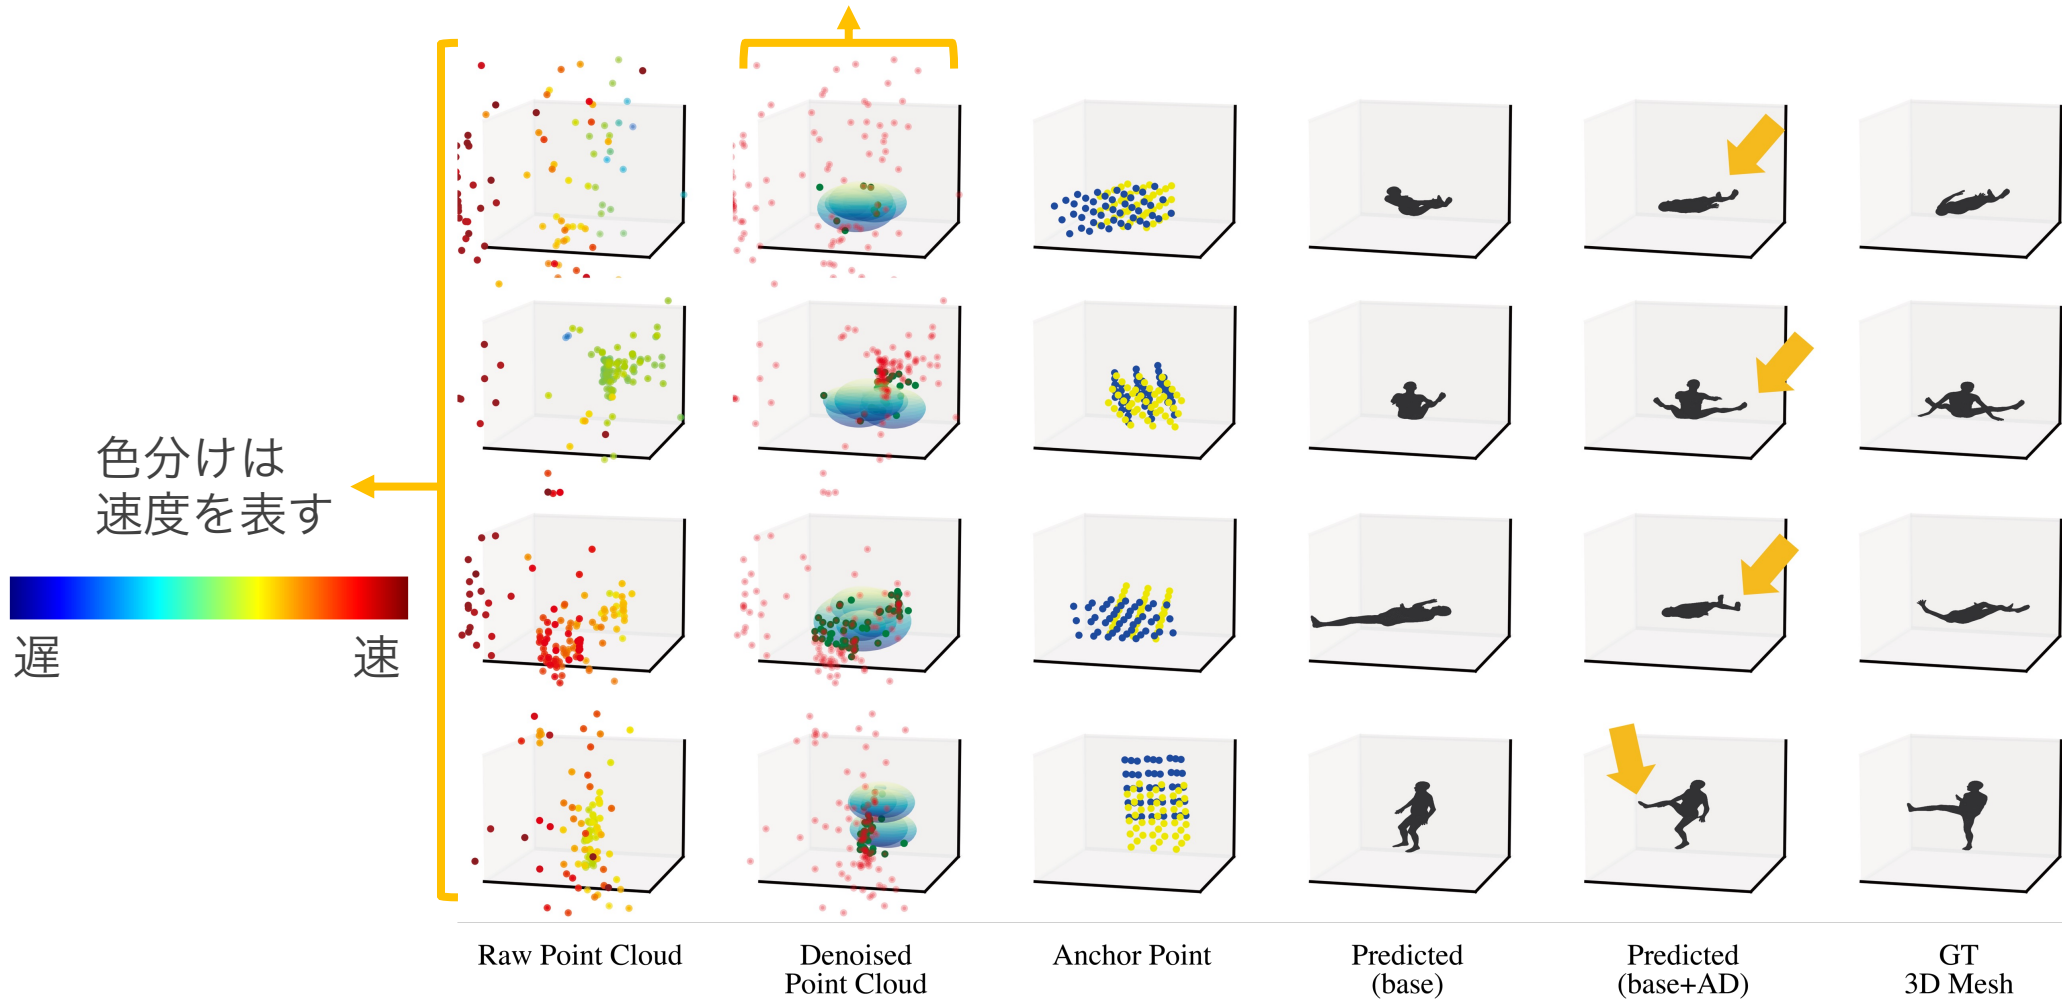 色分けは
速度を表す
遅
速
Raw Point Cloud
Denoised
Point Cloud
Anchor Point
Predicted
(base)
Predicted
(base+AD)
GT
3D Mesh